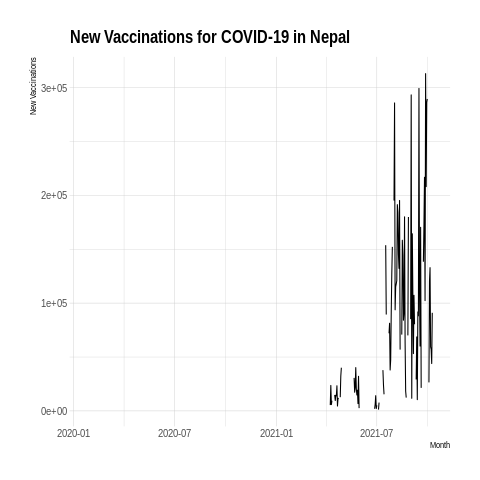 New Vaccinations for COVID-19 in Nepal
New Vaccinations
3e+05
2e+05
1e+05
0e+00
2020-01 2020-07 2021-01 2021-07
Month